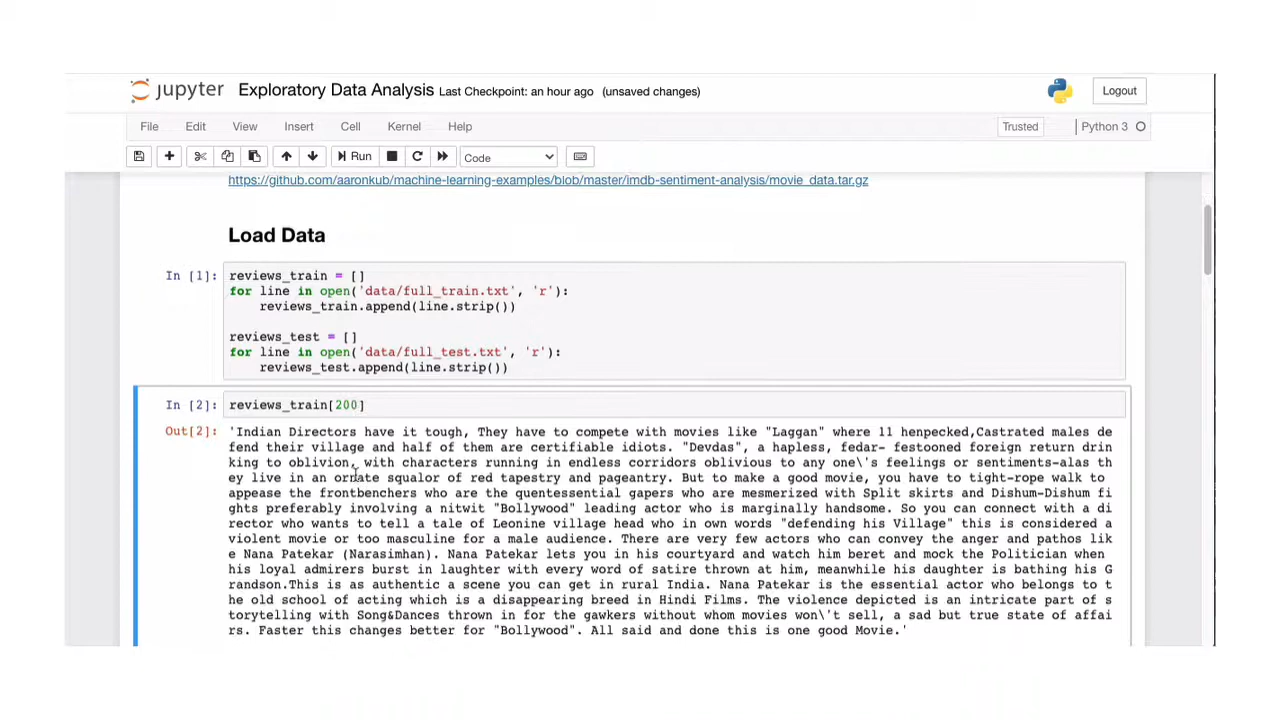 jupyter Exploratory Data Analysis Last Checkpoint: an hour ago (unsaved changes) Logout
File Edit View Insert Cell Kernel Help Trusted Python 3
Run Code
https://github.com/aaronkub/machine-learning-examples/blob/master/imdb-sentiment-analysis/movie_data.tar.gz
Load Data
In [1]: reviews_train = []
for line in open('data/full_train.txt', 'r'):
reviews_train.append(line.strip())
reviews_test = []
for line in open('data/full_test.txt', 'r'):
reviews_test.append(line.strip())
In [2]: reviews_train[200]
Out[2]: 'Indian Directors have it tough, They have to compete with movies like "Laggan" where 11 henpecked,Castrated males de
fend their village and half of them are certifiable idiots. "Devdas", a hapless, fedar- festooned foreign return drin
king to oblivion, with characters running in endless corridors oblivious to any one\'s feelings or sentiments-alas th
ey live in an ornate squalor of red tapestry and pageantry. But to make a good movie, you have to tight-rope walk to
appease the frontbenchers who are the quentessential gapers who are mesmerized with Split skirts and Dishum-Dishum fi
ghts preferably involving a nitwit "Bollywood" leading actor who is marginally handsome. So you can connect with a di
rector who wants to tell a tale of Leonine village head who in own words "defending his Village" this is considered a
violent movie or too masculine for a male audience. There are very few actors who can convey the anger and pathos lik
e Nana Patekar (Narasimhan). Nana Patekar lets you in his courtyard and watch him beret and mock the Politician when
his loyal admirers burst in laughter with every word of satire thrown at him, meanwhile his daughter is bathing his G
randson.This is as authentic a scene you can get in rural India. Nana Patekar is the essential actor who belongs to t
he old school of acting which is a disappearing breed in Hindi Films. The violence depicted is an intricate part of s
torytelling with Song&Dances thrown in for the gawkers without whom movies won\'t sell, a sad but true state of affai
rs. Faster this changes better for "Bollywood". All said and done this is one good Movie.'